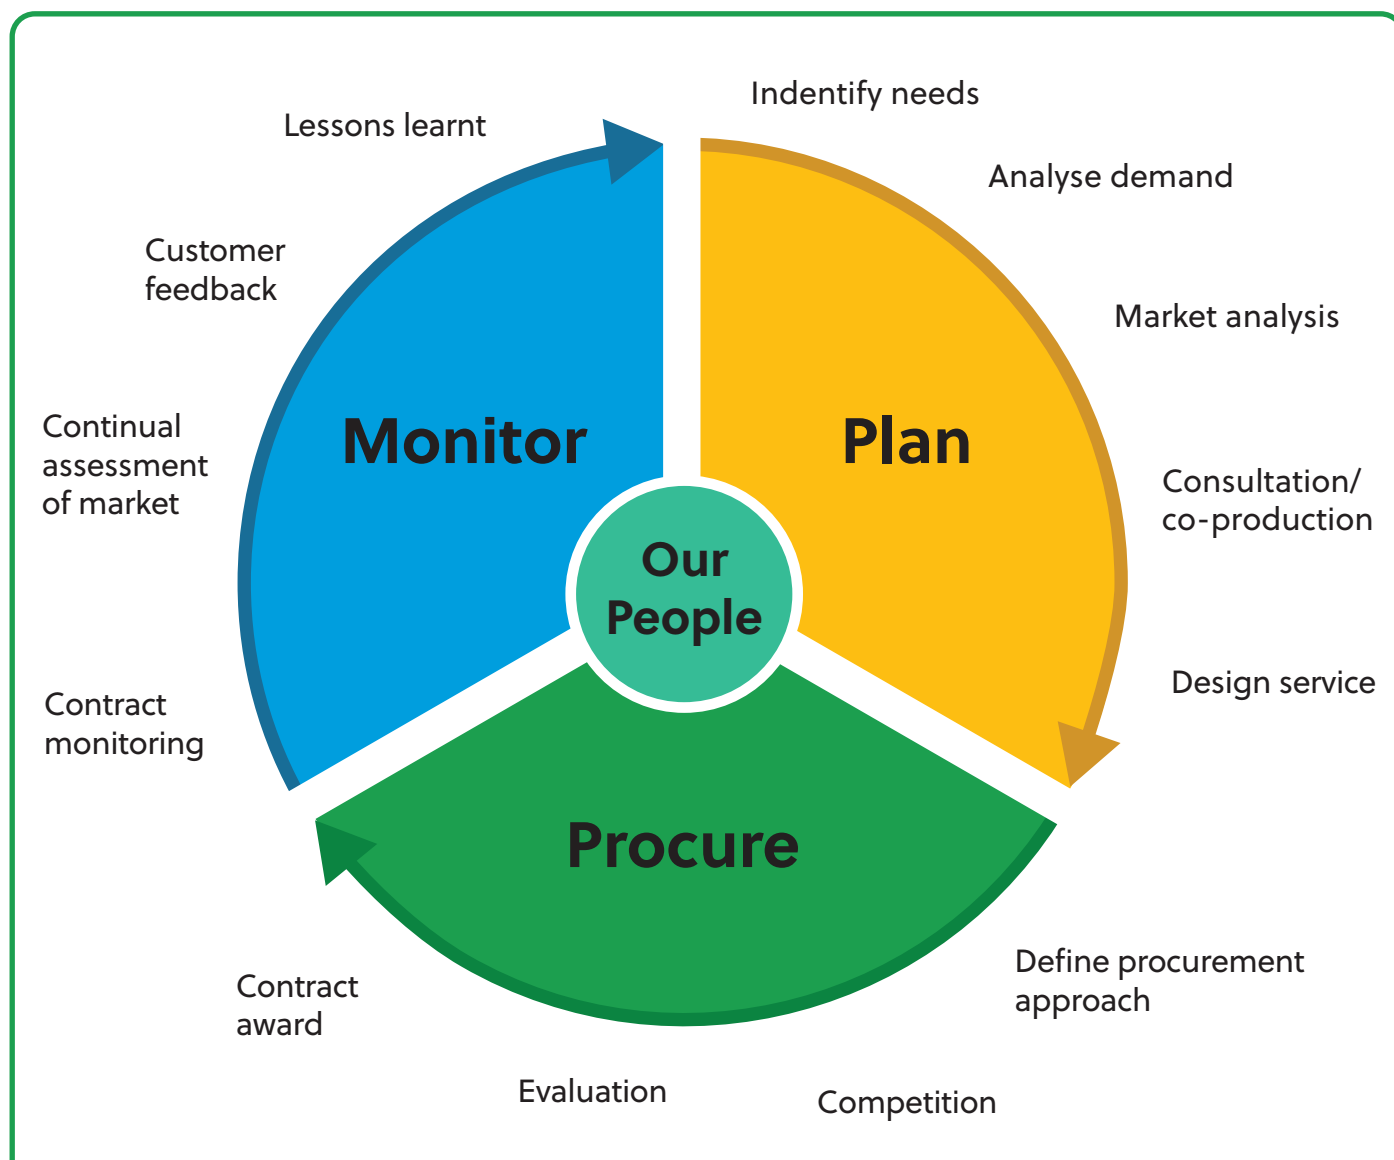 Indentify needs
Analyse demand
Market analysis
Consultation/
co-production
Design service
Define procurement
approach
Competition
Evaluation
Contract
award
Contract
monitoring
Continual
assessment
of market
Customer
feedback
Lessons learnt
Monitor
Plan
Procure
Our
People